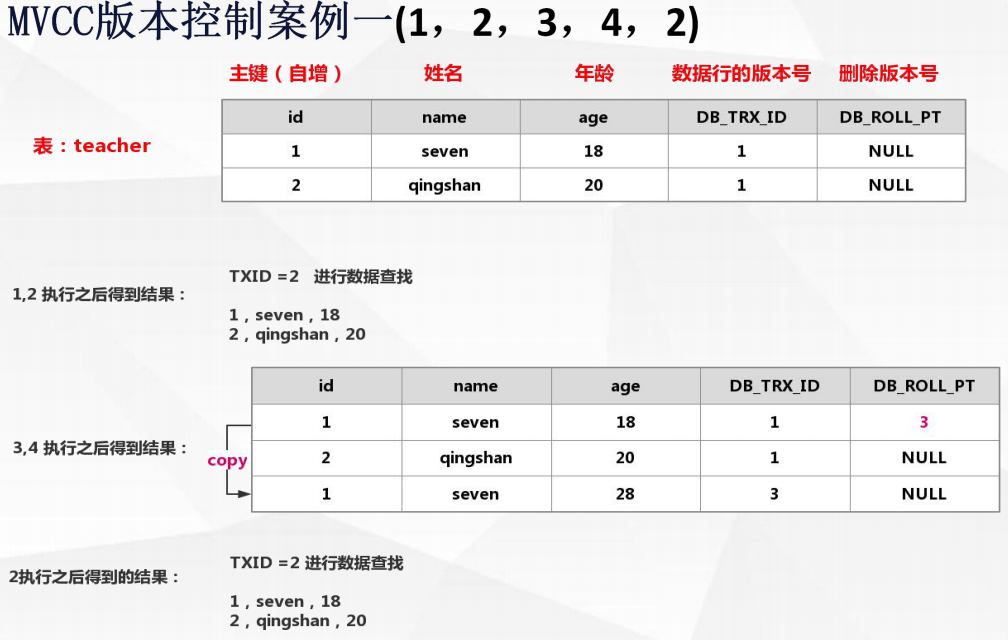 MVCC版本控制案例一(1，2，3，4，2)
主键（自增） 姓名 年龄 数据行的版本号 删除版本号
表：teacher
id name age DB_TRX_ID DB_ROLL_PT
1 seven 18 1 NULL
2 qingshan 20 1 NULL
1,2 执行之后得到结果：
TXID =2 进行数据查找
1，seven，18
2，qingshan，20
3,4 执行之后得到结果：
copy
id name age DB_TRX_ID DB_ROLL_PT
1 seven 18 1 3
2 qingshan 20 1 NULL
1 seven 28 3 NULL
2执行之后得到的结果：
TXID =2 进行数据查找
1，seven，18
2，qingshan，20